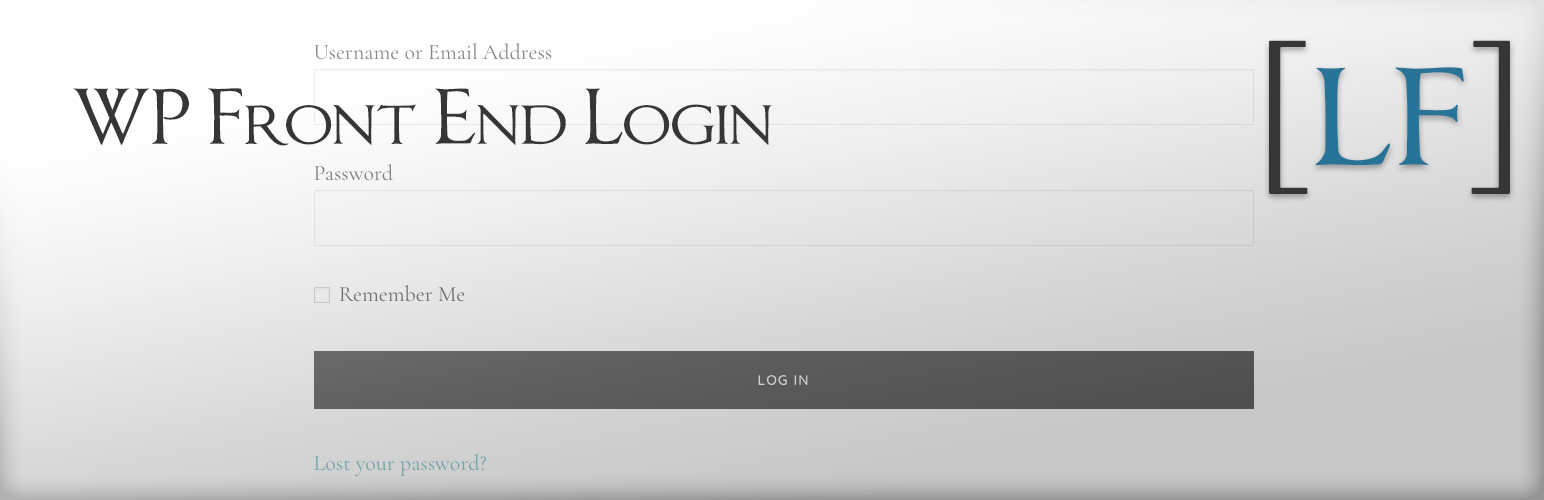 Username or Email Address
WP Front End Login
[LF]
Password
Remember Me
LOG IN
Lost your password?